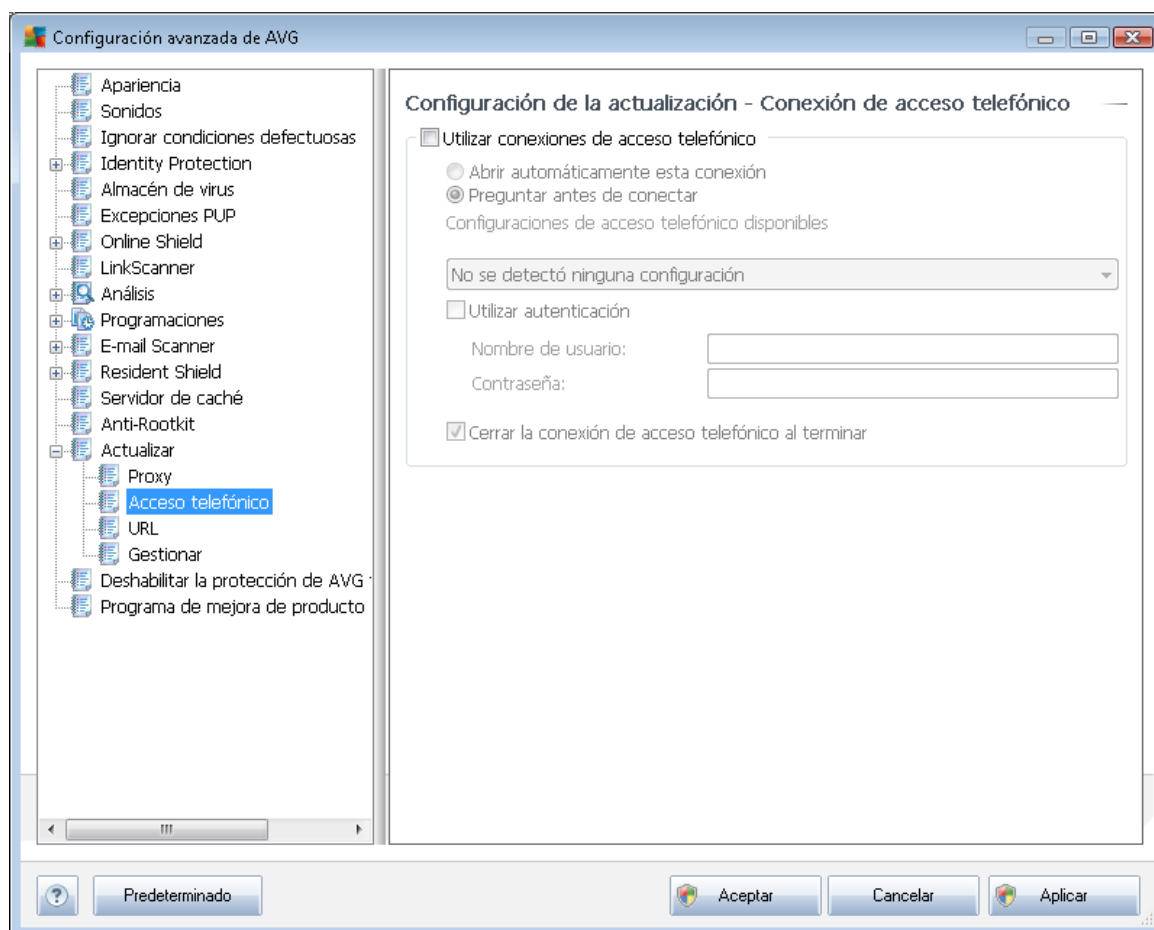 Configuración avanzada de AVG
Apariencia
Sonidos
Ignorar condiciones defectuosas
Identity Protection
Almacén de virus
Excepciones PUP
Online Shield
LinkScanner
Análisis
Programaciones
E-mail Scanner
Resident Shield
Servidor de caché
Anti-Rootkit
Actualizar
Proxy
Acceso telefónico
URL
Gestionar
Deshabilitar la protección de AVG
Programa de mejora de producto
Configuración de la actualización - Conexión de acceso telefónico
Utilizar conexiones de acceso telefónico
Abrir automáticamente esta conexión
Preguntar antes de conectar
Configuraciones de acceso telefónico disponibles
No se detectó ninguna configuración
Utilizar autenticación
Nombre de usuario:
Contraseña:
Cerrar la conexión de acceso telefónico al terminar
?
Predeterminado
Aceptar
Cancelar
Aplicar